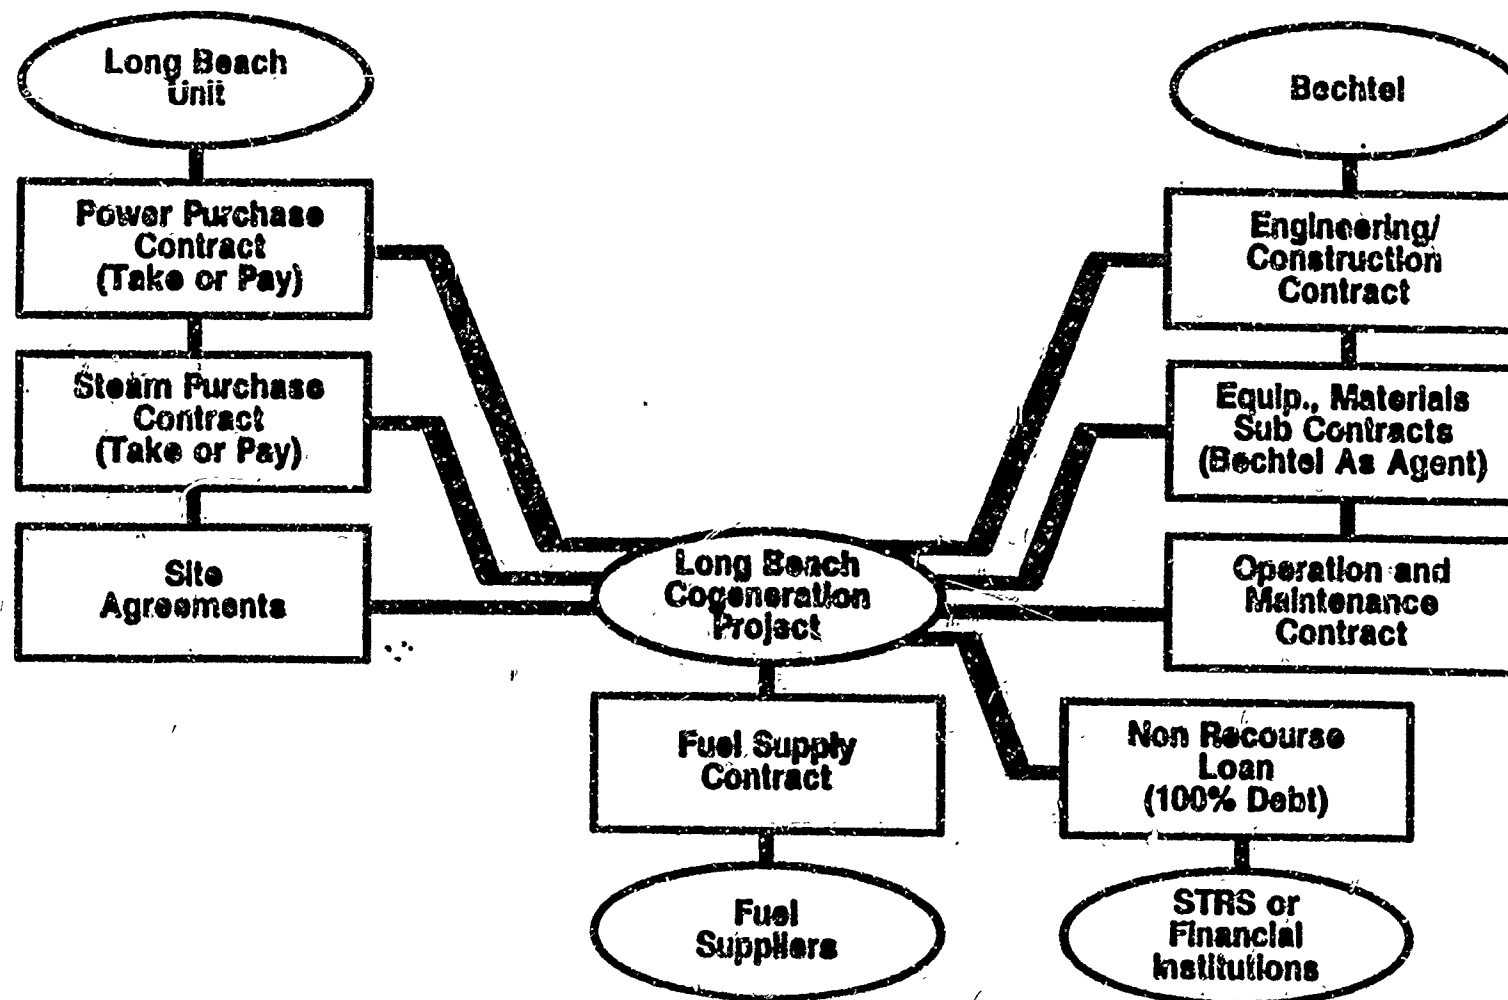 Long Beach
Unit
Power Purchase
Contract
(Take or Pay)
Steam Purchase
Contract
(Take or Pay)
Site
Agreements
Bechtel
Engineering/
Construction
Contract
Equip., Materials
Sub Contracts
(Bechtel As Agent)
Operation and
Maintenance
Contract
Long Beach
Cogeneration
Project
Fuel Supply
Contract
Fuel
Suppliers
Non Recourse
Loan
(100% Debt)
STRS or
Financial
Institutions